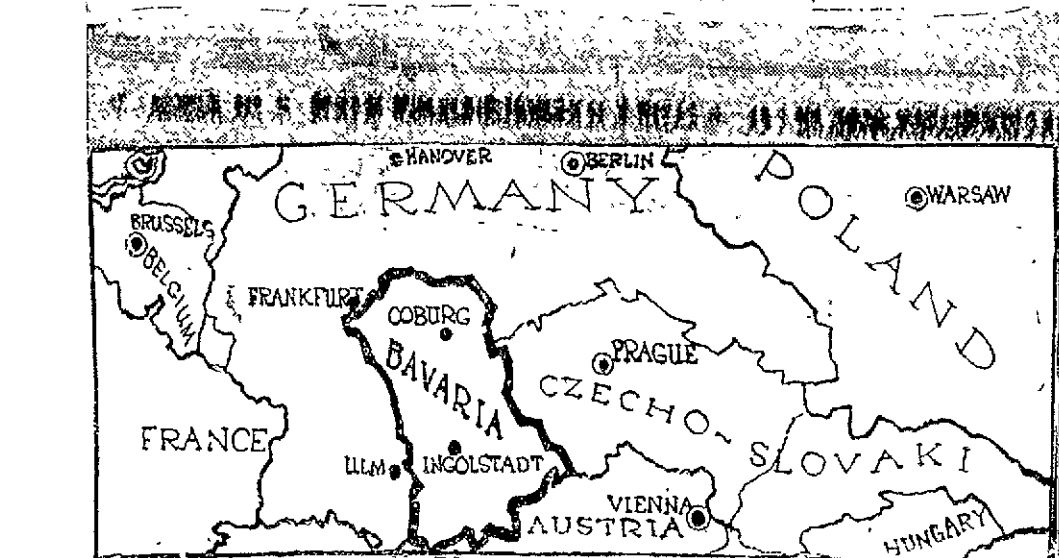 HANOVER
BERLIN
GERMANY
POLAND
WARSAW
BRUSSELS
BELGIUM
FRANKFURT
COBURG
BAVARIA
PRAGUE
CZECHO-
SLOVAKI
FRANCE
ULM
INGOLSTADT
VIENNA
AUSTRIA
HUNGARY